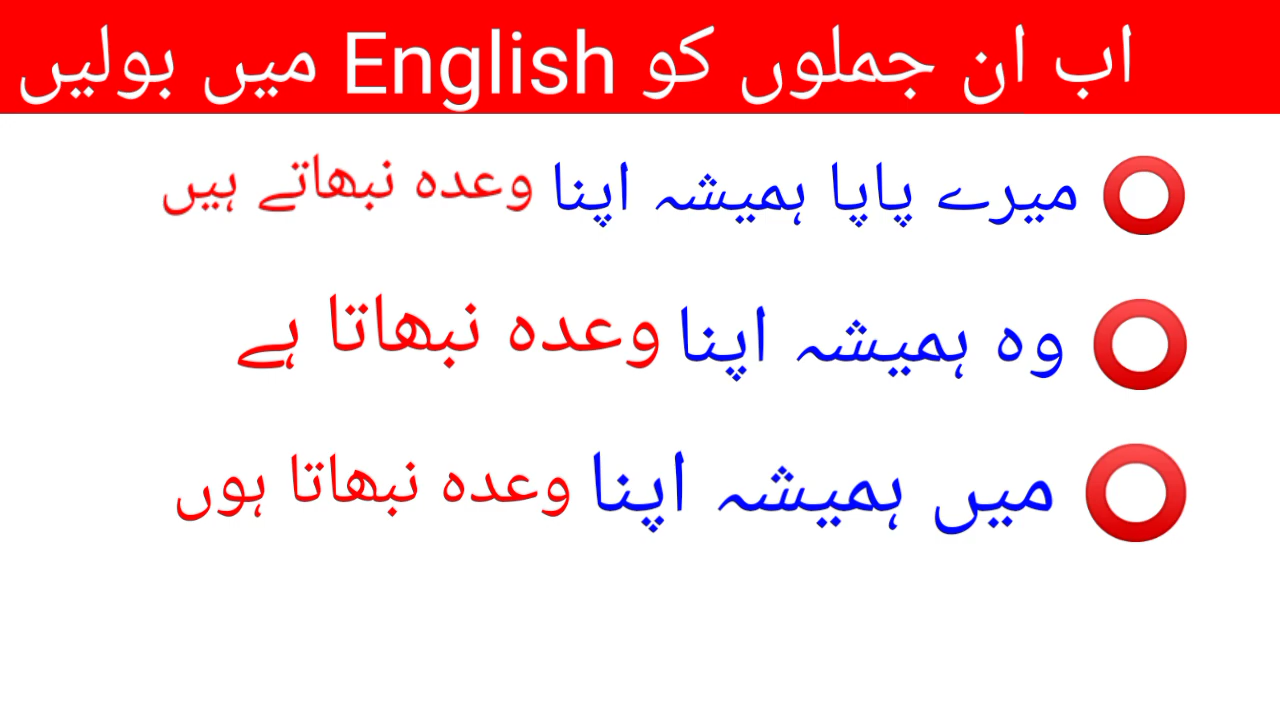 اب ان جملوں کو English میں بولیں
میرے پاپا ہمیشہ اپنا وعدہ نبھاتے ہیں
وہ ہمیشہ اپنا وعدہ نبھاتا ہے
میں ہمیشہ اپنا وعدہ نبھاتا ہوں